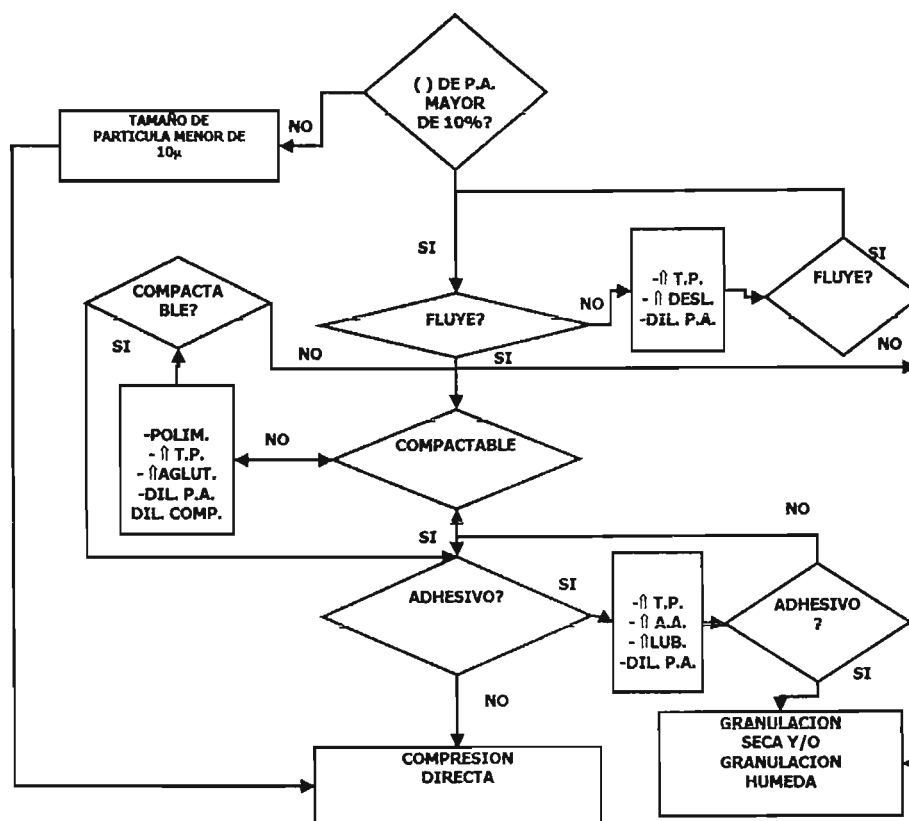 ( ) DE P.A.
MAYOR
DE 10%?
NO
TAMAÑO DE
PARTICULA MENOR DE
10µ
SI
FLUYE?
NO
-⇑ T.P.
- ⇑ DESL.
-DIL. P.A.
SI
FLUYE?
NO
COMPACTA
BLE?
SI
NO
SI
-POLIM.
- ⇑ T.P.
- ⇑AGLUT.
-DIL. P.A.
DIL. COMP.
NO
COMPACTABLE
SI
NO
ADHESIVO?
SI
-⇑ T.P.
- ⇑ A.A.
- ⇑LUB.
-DIL. P.A.
ADHESIVO
?
SI
NO
COMPRESION
DIRECTA
GRANULACION
SECA Y/O
GRANULACION
HUMEDA